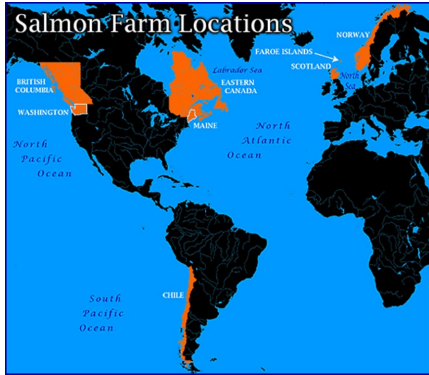 Salmon Farm Locations
NORWAY
FAROE ISLANDS
SCOTLAND
North
Sea
Labrador Sea
EASTERN
CANADA
BRITISH
COLUMBIA
WASHINGTON
MAINE
North
Pacific
Ocean
North
Atlantic
Ocean
CHILE
South
Pacific
Ocean